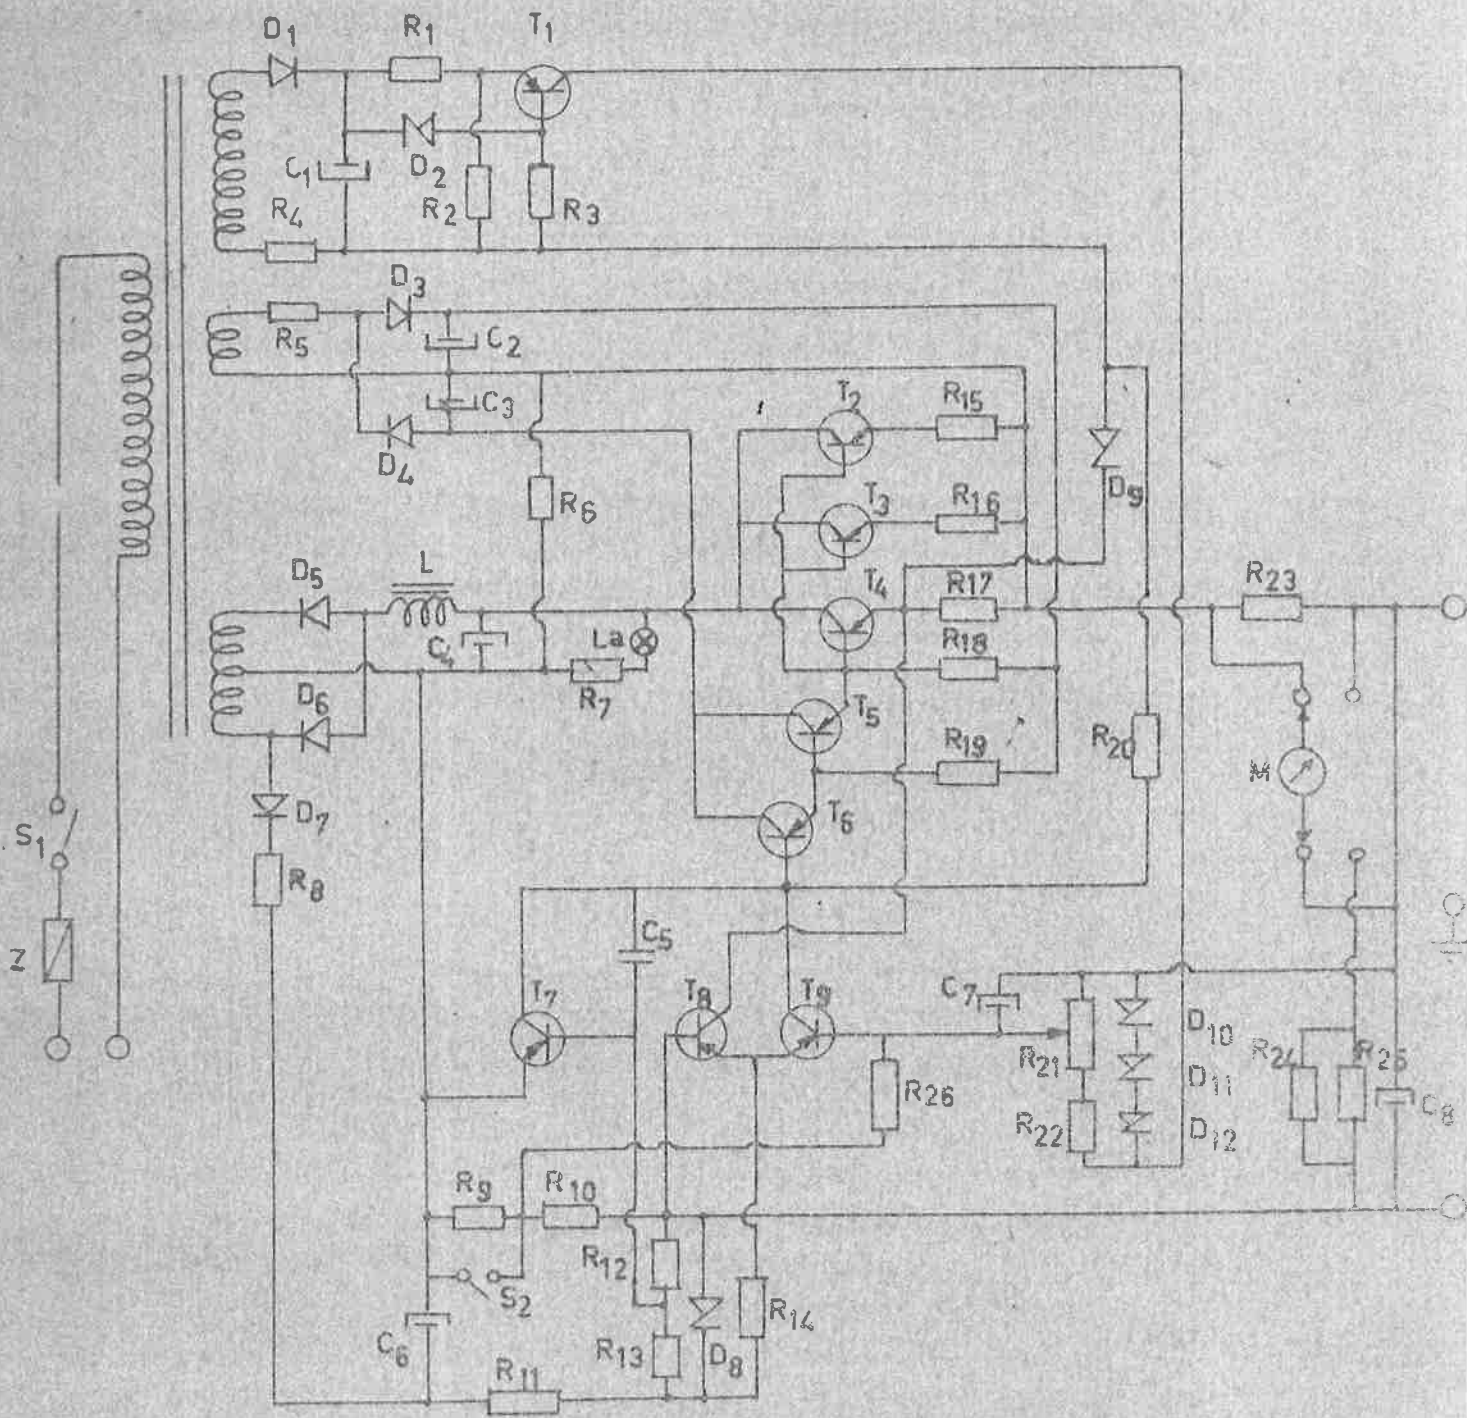 D1 R1 T1
C1 D2 R2 R3
R4
D3
R5 C2
C3 T2 R15
D4 D9
R6 T3 R16
D5 L T4 R17 R23
C4 La R18
D6 R7 T5
R19 R20 M
D7 T6
S1 R8
Z C5
T7 T8 T9 C7 D10
R21 R24 R25
R26 D11 C8
R22 D12
R9 R10
R12
S2 R14
C6 R13 D8
R11